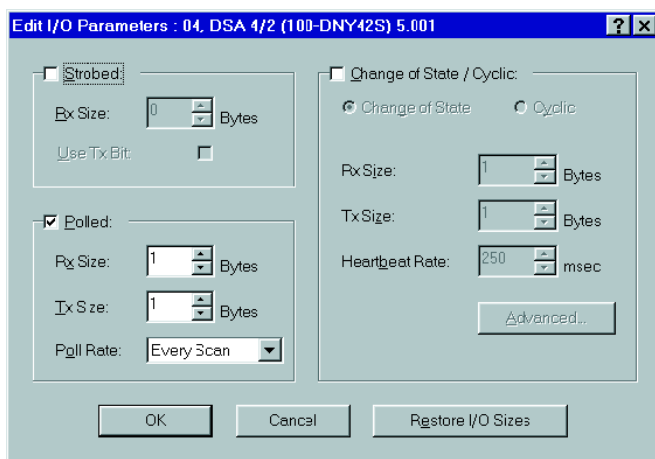 Edit I/O Parameters : 04, DSA 4/2 (100-DNY42S) 5.001
Strobed:
Rx Size: 0 Bytes
Use Tx Bit:
Polled:
Rx Size: 1 Bytes
Tx Size: 1 Bytes
Poll Rate: Every Scan
Change of State / Cyclic:
Change of State Cyclic
Rx Size: 1 Bytes
Tx Size: 1 Bytes
Heartbeat Rate: 250 msec
Advanced...
OK Cancel Restore I/O Sizes